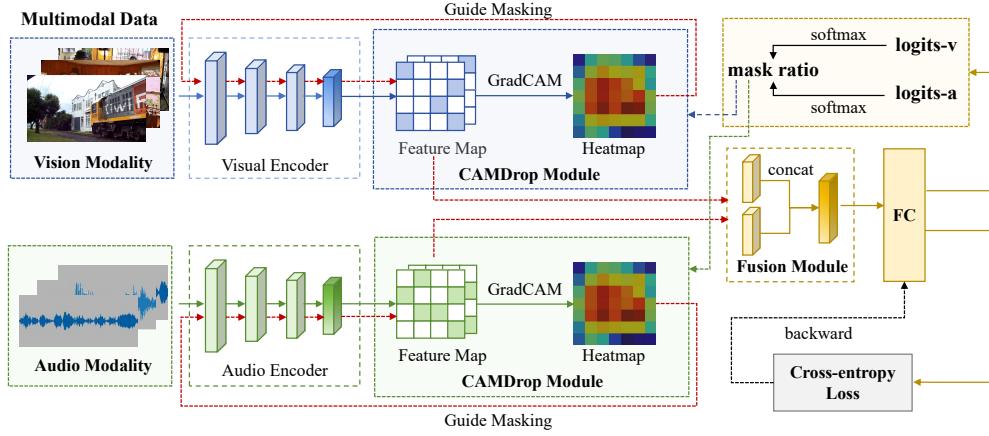 Multimodal Data
Vision Modality
Visual Encoder
Guide Masking
Feature Map
GradCAM
Heatmap
CAMDrop Module
softmax
logits-v
mask ratio
logits-a
softmax
concat
Fusion Module
FC
Audio Modality
Audio Encoder
Feature Map
GradCAM
Heatmap
CAMDrop Module
Guide Masking
backward
Cross-entropy
Loss